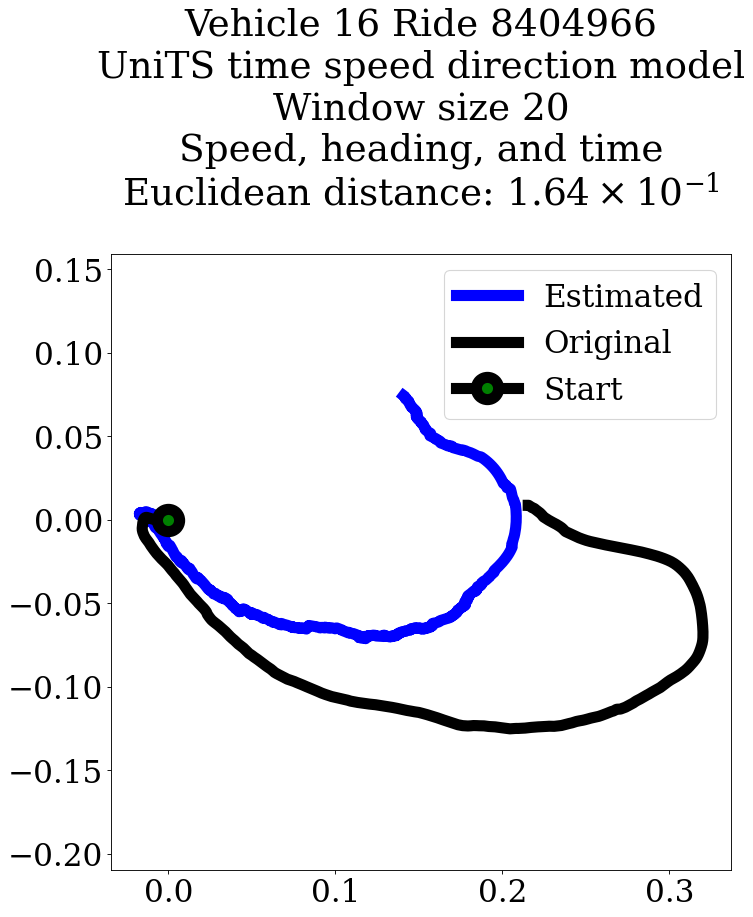 Vehicle 16 Ride 8404966
UniTS time speed direction model
Window size 20
Speed, heading, and time
Euclidean distance: 1.64 × 10⁻¹
0.15
0.10
0.05
0.00
−0.05
−0.10
−0.15
−0.20
Estimated
Original
Start
0.0 0.1 0.2 0.3